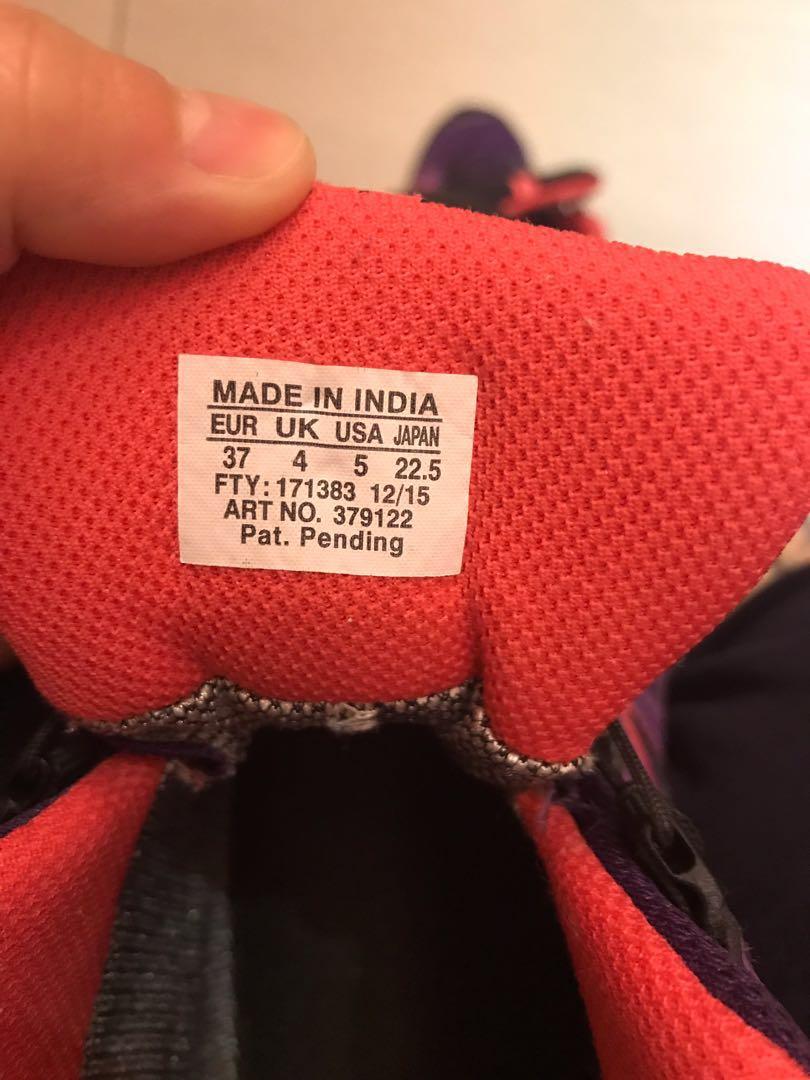 MADE IN INDIA
EUR UK USA JAPAN
37 4 5 22.5
FTY: 171383 12/15
ART NO. 379122
Pat. Pending